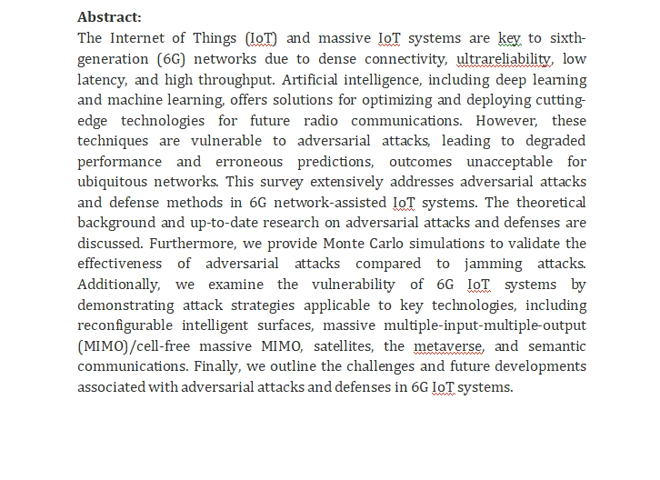 Abstract:
The Internet of Things (IoT) and massive IoT systems are key to sixth-
generation (6G) networks due to dense connectivity, ultrareliability, low
latency, and high throughput. Artificial intelligence, including deep learning
and machine learning, offers solutions for optimizing and deploying cutting-
edge technologies for future radio communications. However, these
techniques are vulnerable to adversarial attacks, leading to degraded
performance and erroneous predictions, outcomes unacceptable for
ubiquitous networks. This survey extensively addresses adversarial attacks
and defense methods in 6G network-assisted IoT systems. The theoretical
background and up-to-date research on adversarial attacks and defenses are
discussed. Furthermore, we provide Monte Carlo simulations to validate the
effectiveness of adversarial attacks compared to jamming attacks.
Additionally, we examine the vulnerability of 6G IoT systems by
demonstrating attack strategies applicable to key technologies, including
reconfigurable intelligent surfaces, massive multiple-input-multiple-output
(MIMO)/cell-free massive MIMO, satellites, the metaverse, and semantic
communications. Finally, we outline the challenges and future developments
associated with adversarial attacks and defenses in 6G IoT systems.